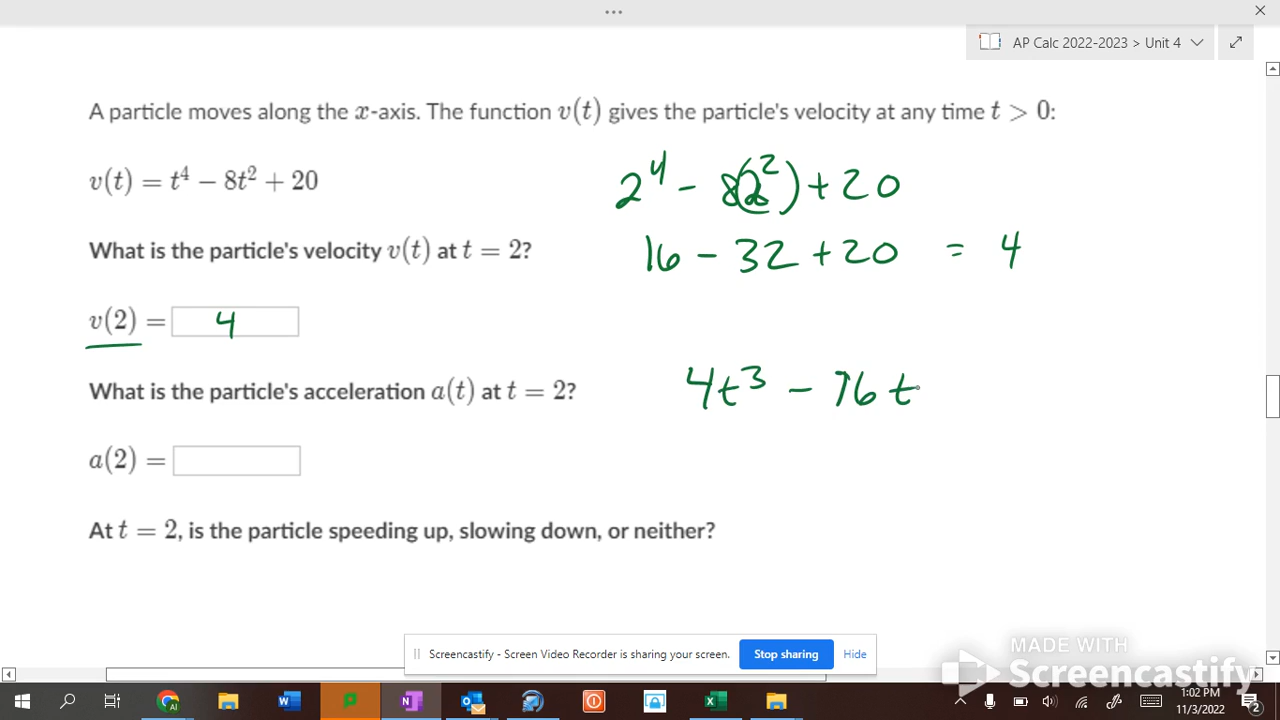 AP Calc 2022-2023 > Unit 4
A particle moves along the x-axis. The function v(t) gives the particle's velocity at any time t > 0:
v(t) = t⁴ − 8t² + 20
2⁴ - 8(2²) + 20
What is the particle's velocity v(t) at t = 2?
16 - 32 + 20 = 4
v(2) = 4
What is the particle's acceleration a(t) at t = 2?
4t³ - 16t
a(2) =
At t = 2, is the particle speeding up, slowing down, or neither?
Screencastify - Screen Video Recorder is sharing your screen.
Stop sharing
Hide
MADE WITH
Screencastify
1:02 PM
11/3/2022
2